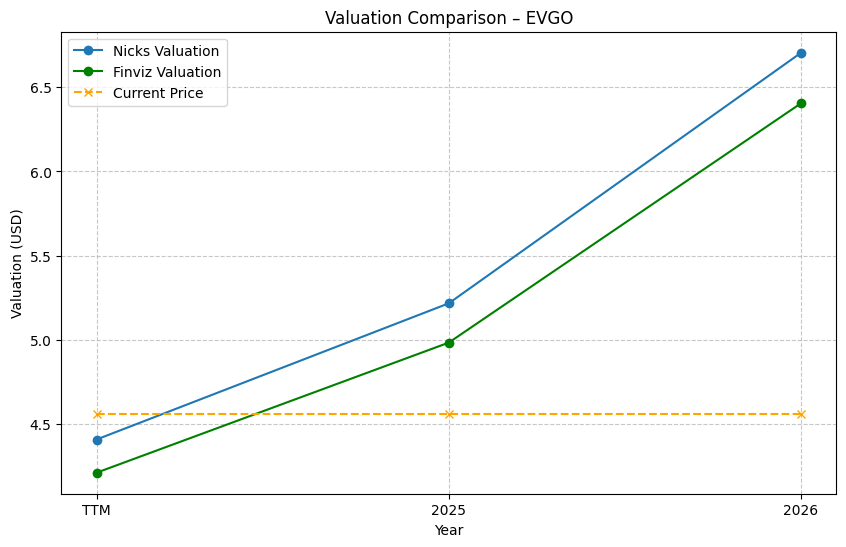 Valuation Comparison – EVGO
Nicks Valuation
Finviz Valuation
Current Price
Valuation (USD)
6.5
6.0
5.5
5.0
4.5
TTM
2025
2026
Year